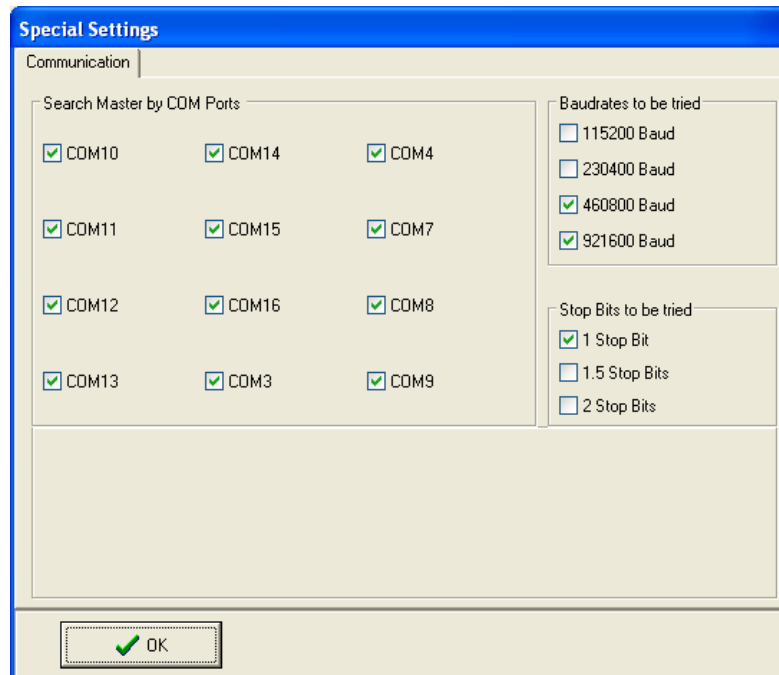 Special Settings
Communication
Search Master by COM Ports
COM10 COM14 COM4
COM11 COM15 COM7
COM12 COM16 COM8
COM13 COM3 COM9
Baudrates to be tried
115200 Baud
230400 Baud
460800 Baud
921600 Baud
Stop Bits to be tried
1 Stop Bit
1.5 Stop Bits
2 Stop Bits
OK